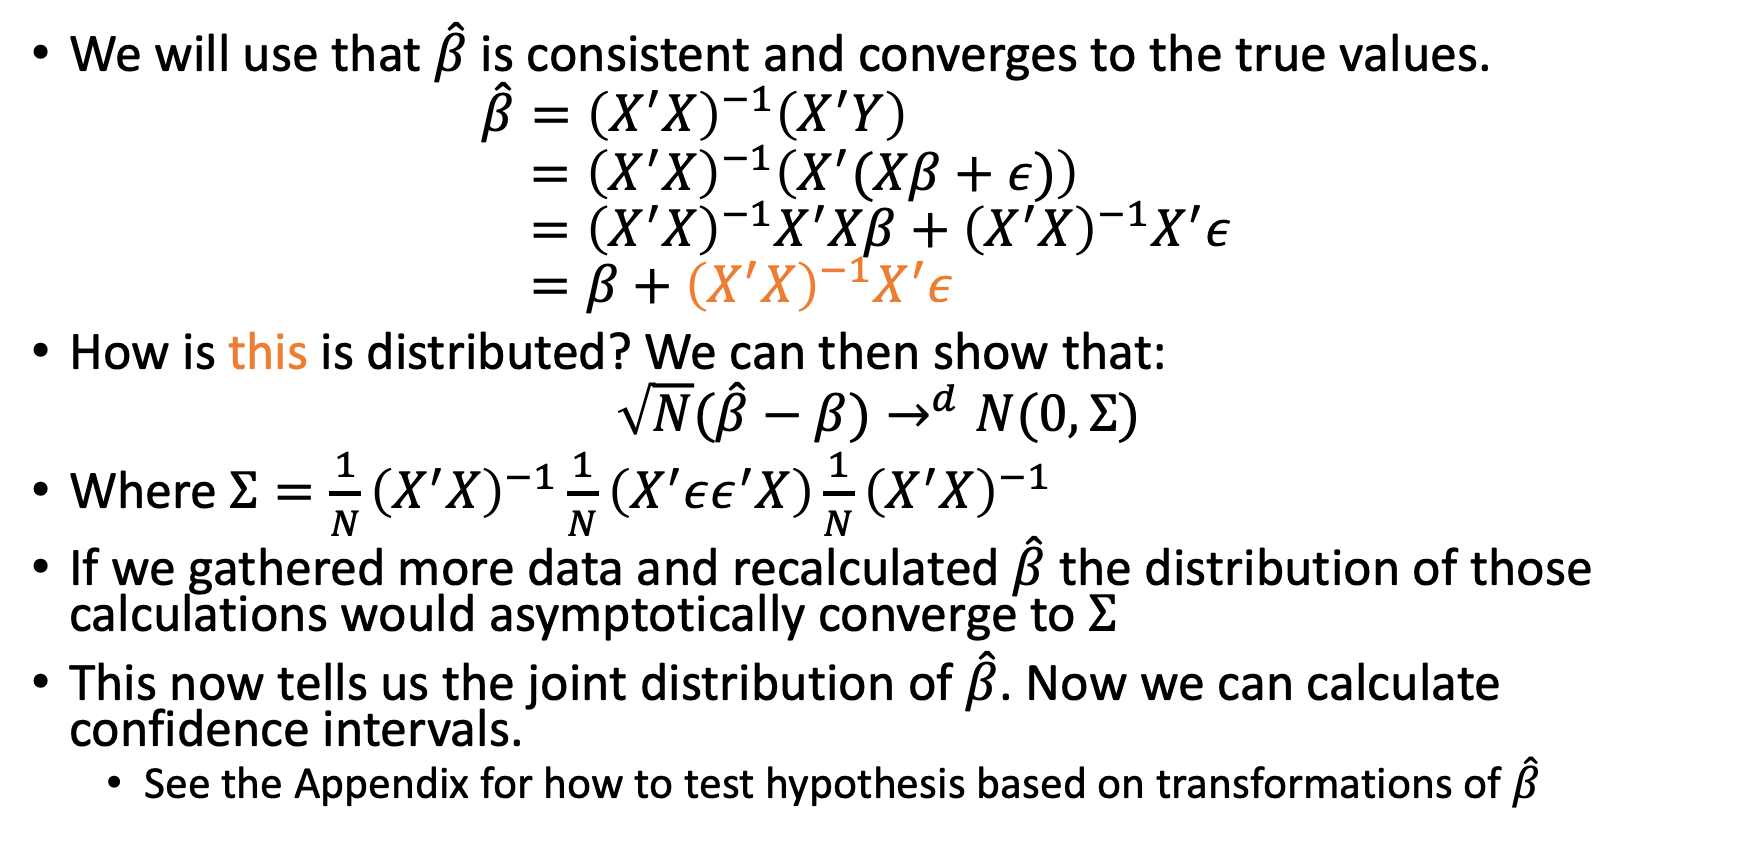 • We will use that β̂ is consistent and converges to the true values.
β̂ = (X′X)⁻¹(X′Y)
= (X′X)⁻¹(X′(Xβ + ϵ))
= (X′X)⁻¹X′Xβ + (X′X)⁻¹X′ϵ
= β + (X′X)⁻¹X′ϵ
• How is this is distributed? We can then show that:
√N(β̂ − β) →ᵈ N(0, Σ)
• Where Σ = 1/N (X′X)⁻¹ 1/N (X′ϵϵ′X) 1/N (X′X)⁻¹
• If we gathered more data and recalculated β̂ the distribution of those
calculations would asymptotically converge to Σ
• This now tells us the joint distribution of β̂. Now we can calculate
confidence intervals.
• See the Appendix for how to test hypothesis based on transformations of β̂